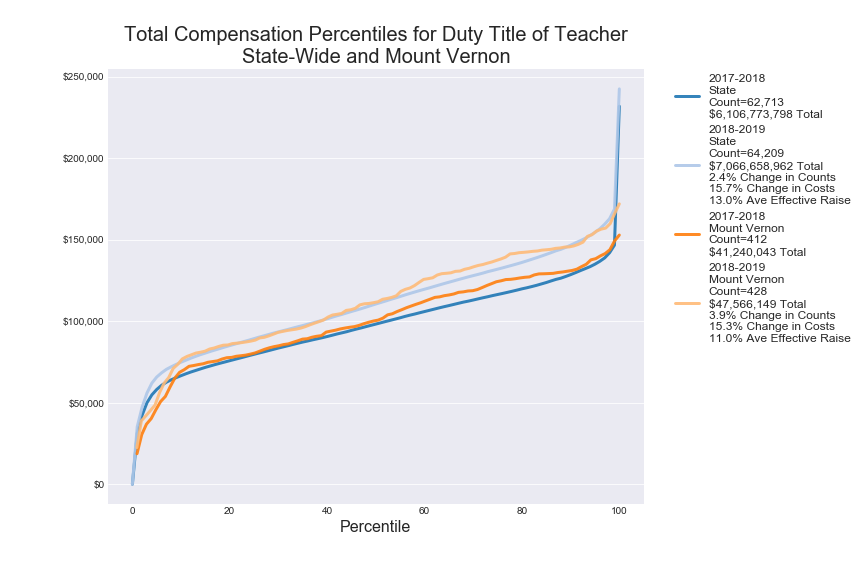 Total Compensation Percentiles for Duty Title of Teacher
State-Wide and Mount Vernon
$250,000
$200,000
$150,000
$100,000
$50,000
$0
0
20
40
60
80
100
Percentile
2017-2018
State
Count=62,713
$6,106,773,798 Total
2018-2019
State
Count=64,209
$7,066,658,962 Total
2.4% Change in Counts
15.7% Change in Costs
13.0% Ave Effective Raise
2017-2018
Mount Vernon
Count=412
$41,240,043 Total
2018-2019
Mount Vernon
Count=428
$47,566,149 Total
3.9% Change in Counts
15.3% Change in Costs
11.0% Ave Effective Raise